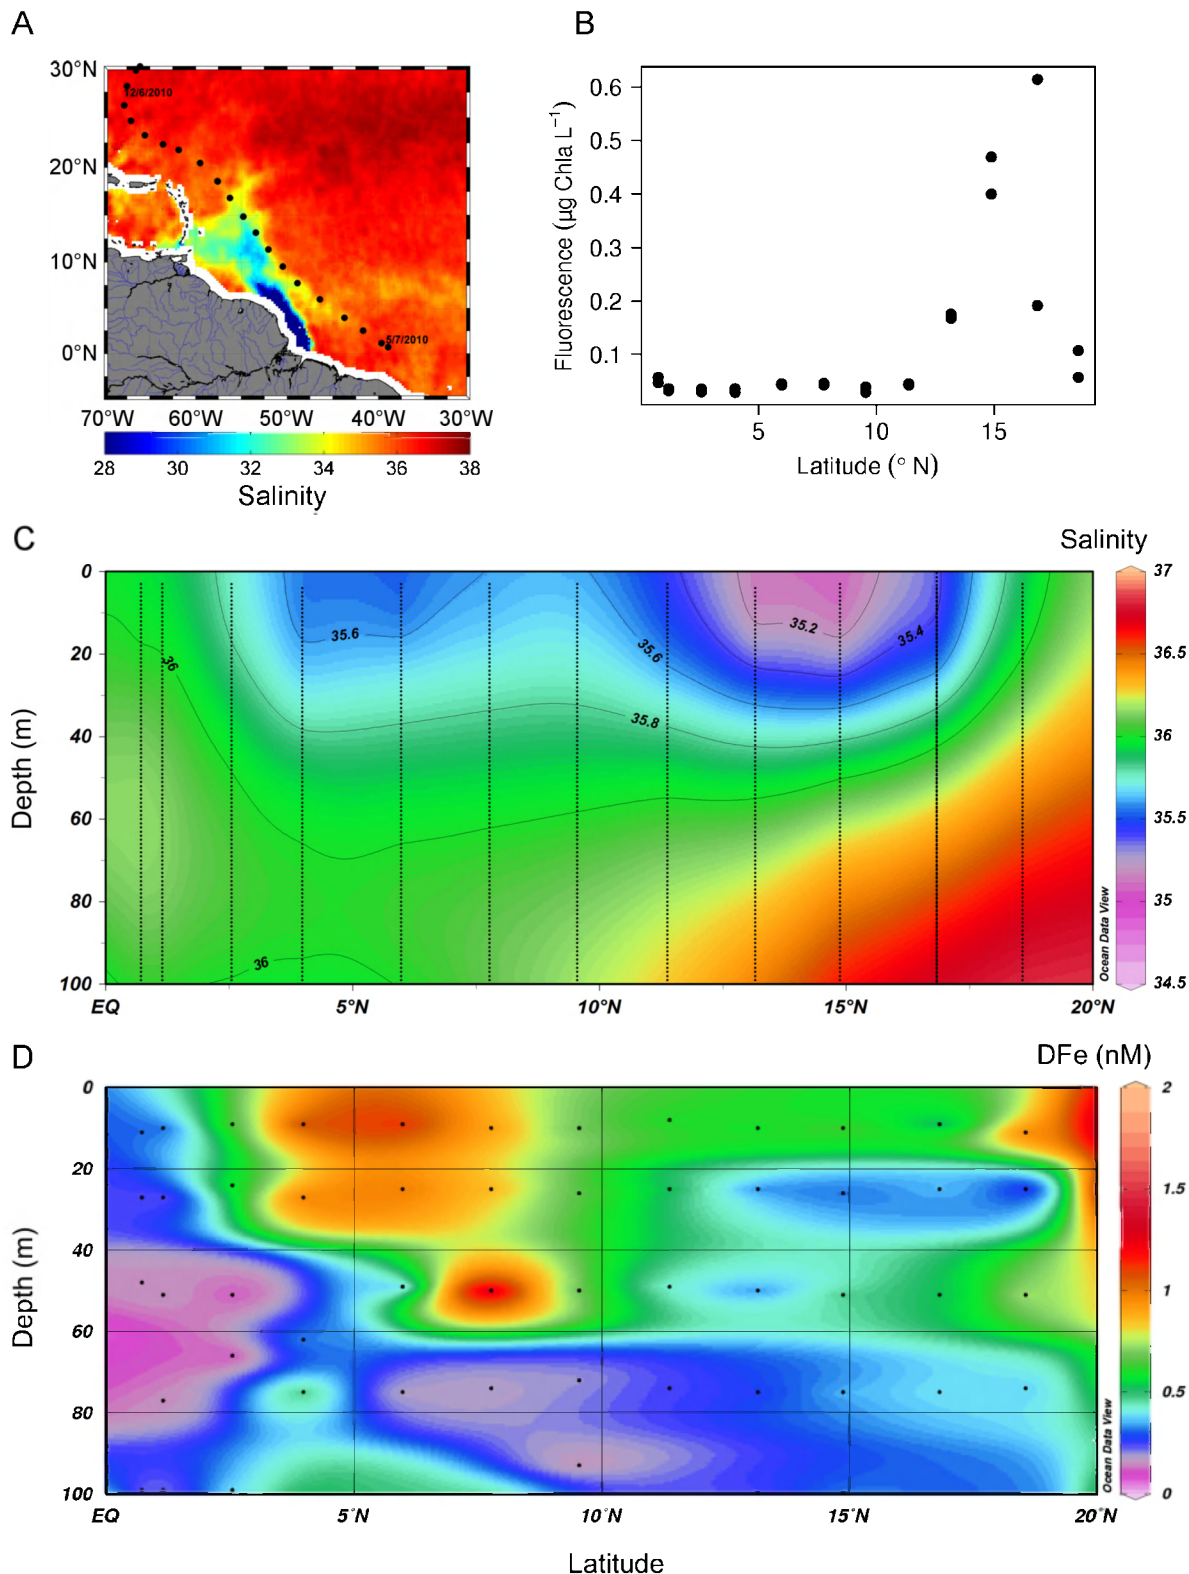 A
30°N
20°N
10°N
0°N
12/6/2010
5/7/2010
70°W 60°W 50°W 40°W 30°W
28 30 32 34 36 38
Salinity
B
Fluorescence (µg Chla L⁻¹)
0.6
0.5
0.4
0.3
0.2
0.1
5 10 15
Latitude (° N)
C
Salinity
Depth (m)
0
20
40
60
80
100
35.6
35.6
35.2
35.4
35.8
36
36
EQ 5°N 10°N 15°N 20°N
Ocean Data View
37
36.5
36
35.5
35
34.5
D
DFe (nM)
Depth (m)
0
20
40
60
80
100
EQ 5°N 10°N 15°N 20°N
Ocean Data View
2
1.5
1
0.5
0
Latitude